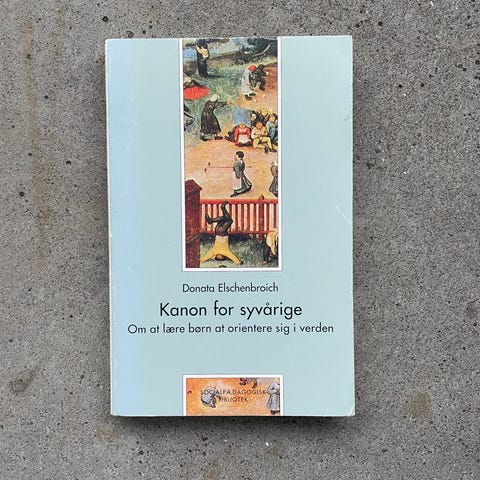 Donata Elschenbroich
Kanon for syvårige
Om at lære børn at orientere sig i verden
SOCIALPÆDAGOGISK
BIBLIOTEK